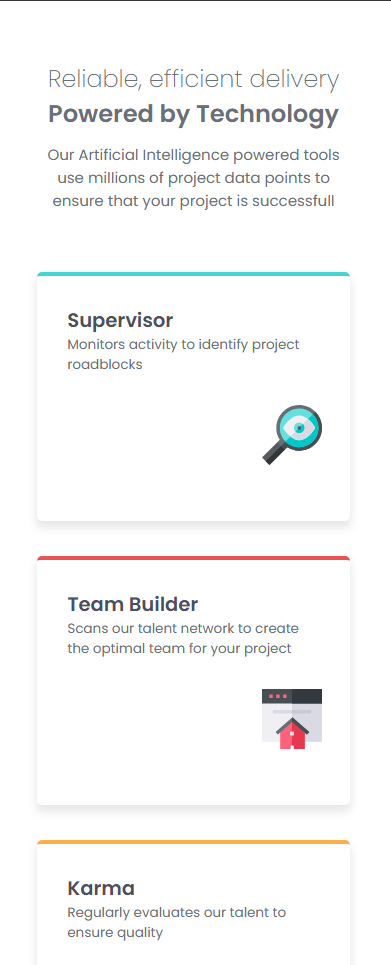 Reliable, efficient delivery
Powered by Technology
Our Artificial Intelligence powered tools
use millions of project data points to
ensure that your project is successfull
Supervisor
Monitors activity to identify project
roadblocks
Team Builder
Scans our talent network to create
the optimal team for your project
Karma
Regularly evaluates our talent to
ensure quality